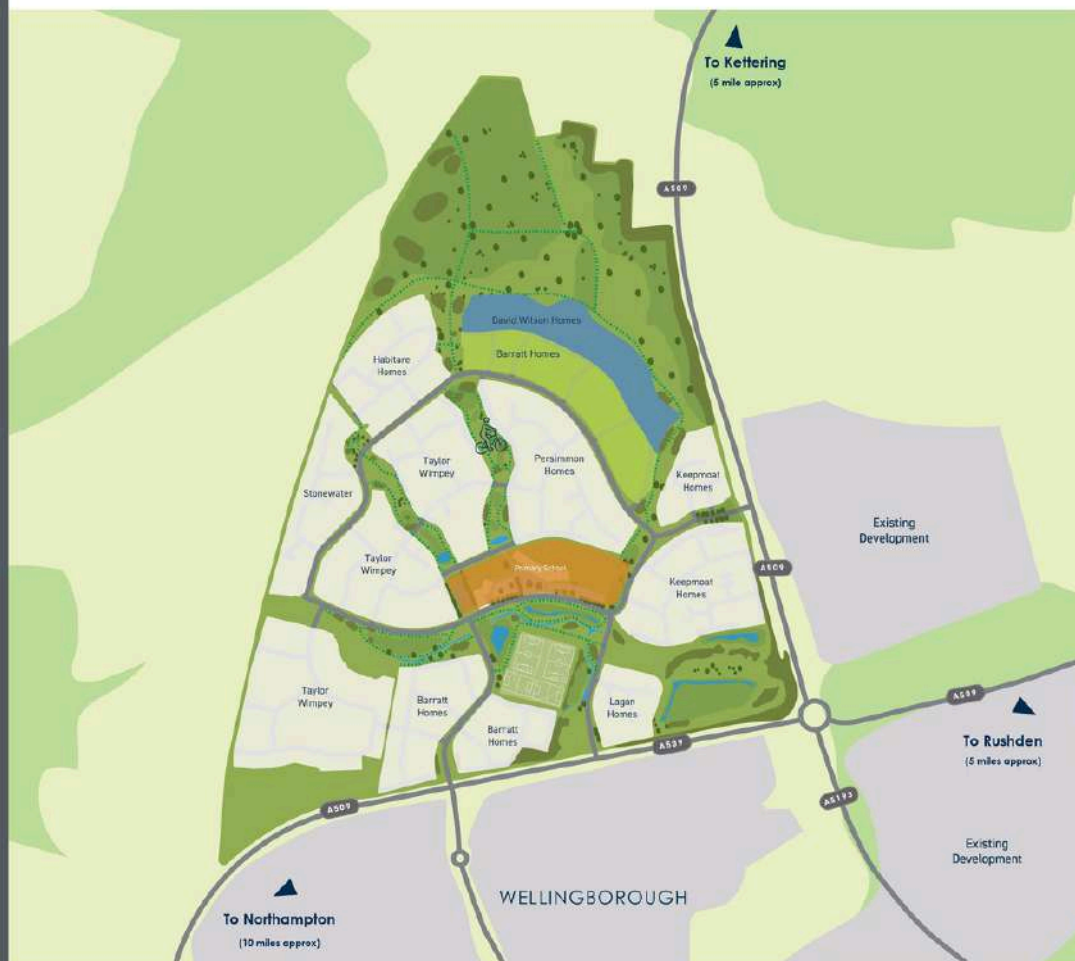 To Kettering
(5 mile approx)
A509
David Wilson Homes
Barratt Homes
Habitare
Homes
Taylor
Wimpey
Persimmon
Homes
Keepmoat
Homes
Stonewater
Existing
Development
Taylor
Wimpey
Primary School
A509
Keepmoat
Homes
Taylor
Wimpey
Barratt
Homes
Lagan
Homes
Barratt
Homes
To Rushden
(5 miles approx)
A509
A5193
Existing
Development
WELLINGBOROUGH
To Northampton
(10 miles approx)